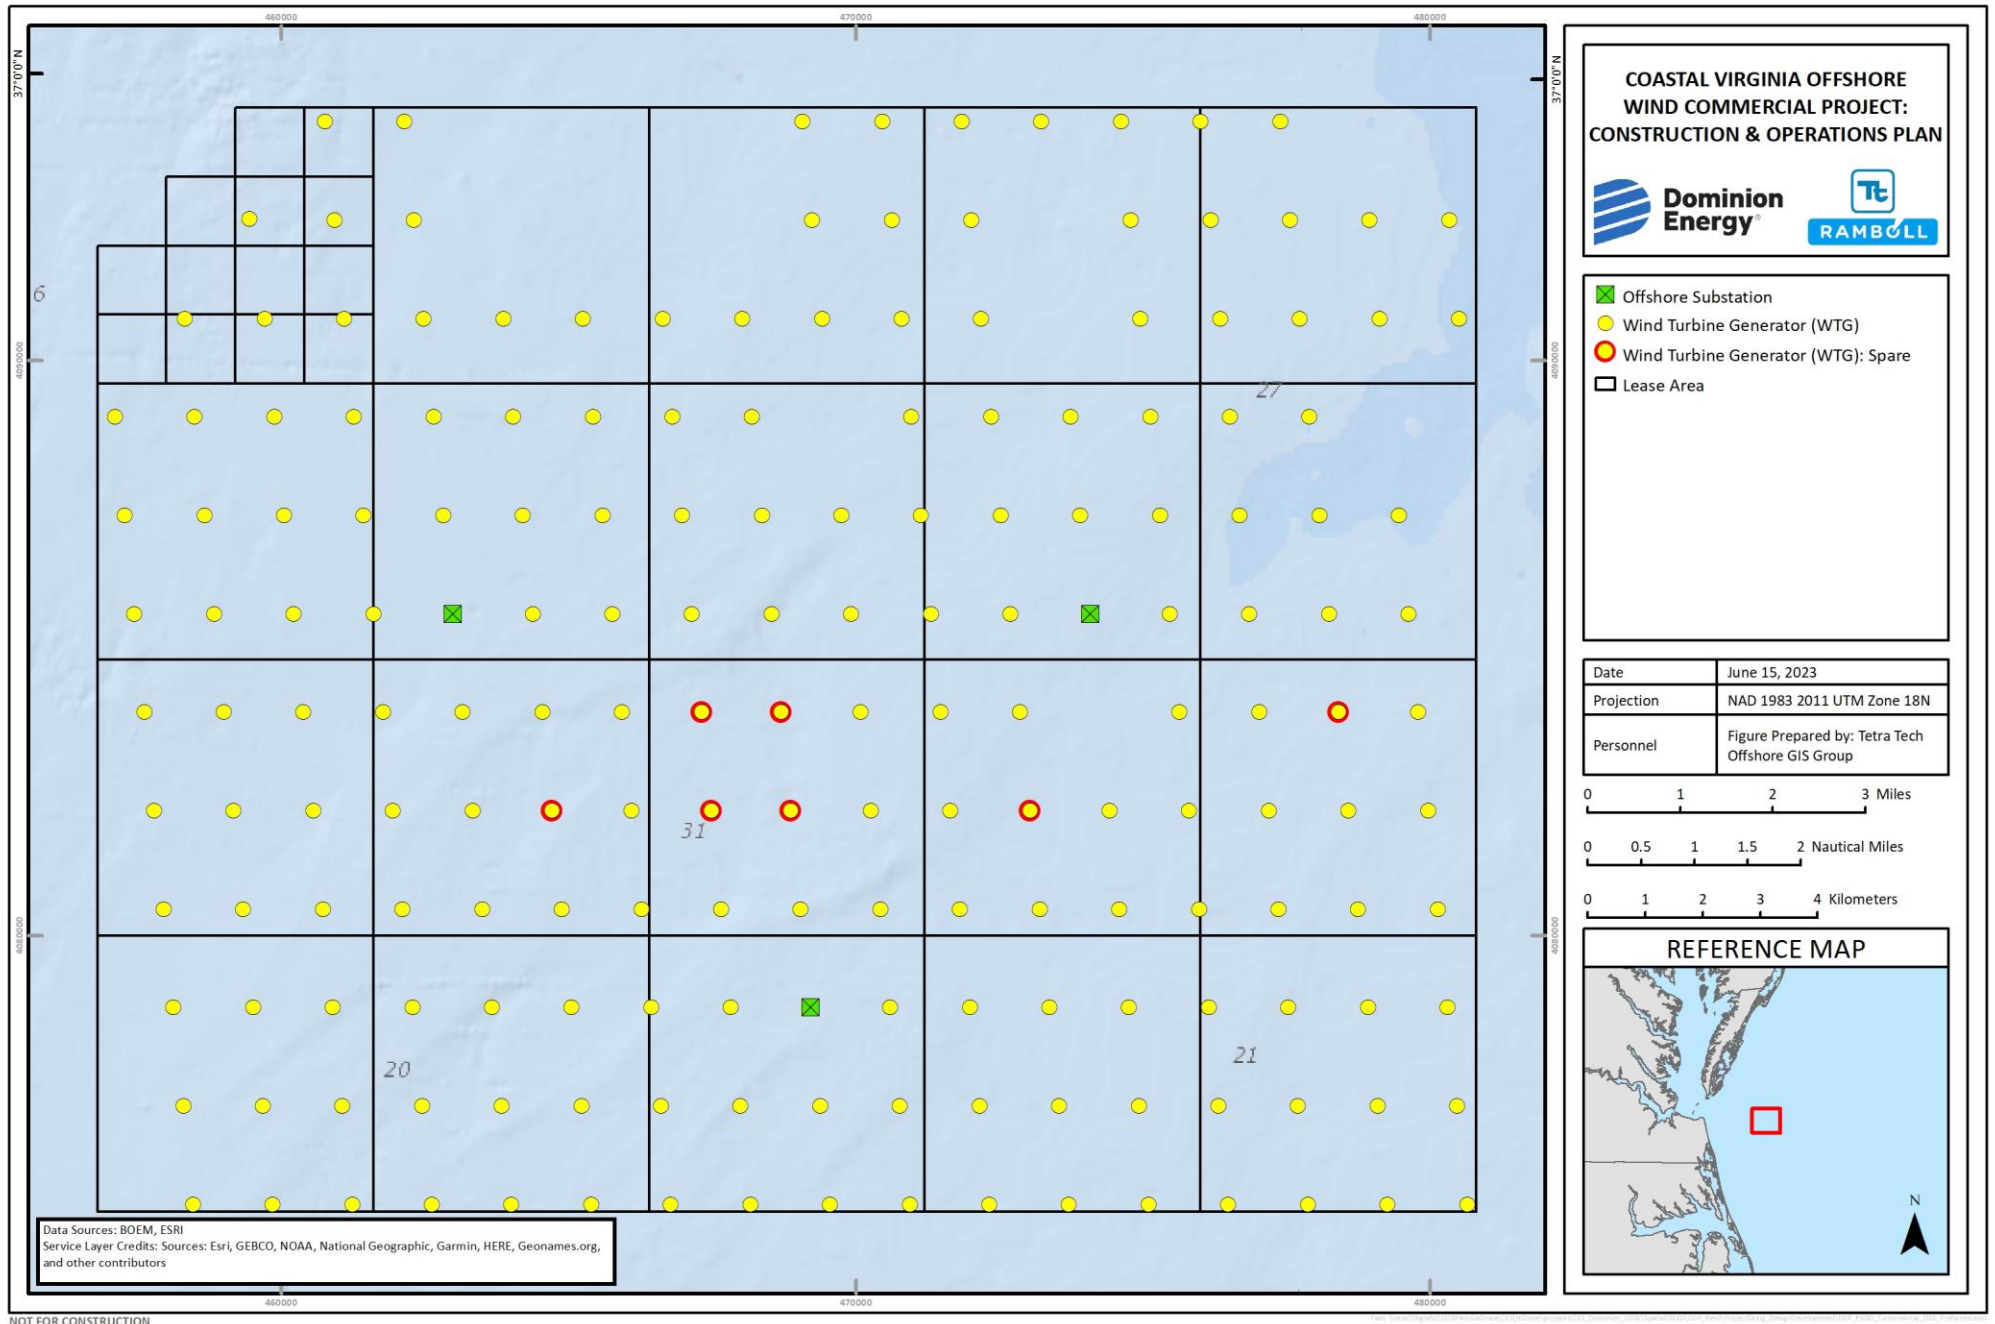 460000
470000
480000
37°0'0"N
37°0'0"N
COASTAL VIRGINIA OFFSHORE
WIND COMMERCIAL PROJECT:
CONSTRUCTION & OPERATIONS PLAN
Dominion
Energy®
Tt
RAMBOLL
6
27
31
20
21
4090000
4090000
4080000
4080000
Offshore Substation
Wind Turbine Generator (WTG)
Wind Turbine Generator (WTG): Spare
Lease Area
Date June 15, 2023
Projection NAD 1983 2011 UTM Zone 18N
Personnel Figure Prepared by: Tetra Tech
Offshore GIS Group
0 1 2 3 Miles
0 0.5 1 1.5 2 Nautical Miles
0 1 2 3 4 Kilometers
REFERENCE MAP
N
Data Sources: BOEM, ESRI
Service Layer Credits: Sources: Esri, GEBCO, NOAA, National Geographic, Garmin, HERE, Geonames.org,
and other contributors
460000
470000
480000
NOT FOR CONSTRUCTION